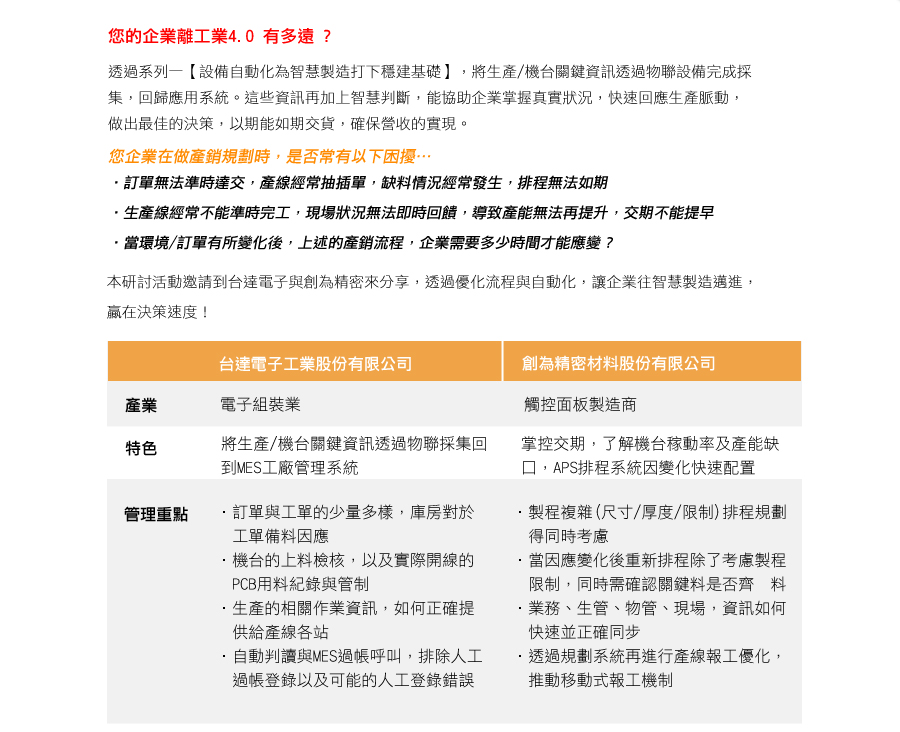 您的企業離工業4.0 有多遠 ?
透過系列一【設備自動化為智慧製造打下穩建基礎】，將生產/機台關鍵資訊透過物聯設備完成採
集，回歸應用系統。這些資訊再加上智慧判斷，能協助企業掌握真實狀況，快速回應生產脈動，
做出最佳的決策，以期能如期交貨，確保營收的實現。
您企業在做產銷規劃時，是否常有以下困擾…
・訂單無法準時達交，產線經常抽插單，缺料情況經常發生，排程無法如期
・生產線經常不能準時完工，現場狀況無法即時回饋，導致產能無法再提升，交期不能提早
・當環境/訂單有所變化後，上述的產銷流程，企業需要多少時間才能應變？
本研討活動邀請到台達電子與創為精密來分享，透過優化流程與自動化，讓企業往智慧製造邁進，
贏在決策速度！
台達電子工業股份有限公司 創為精密材料股份有限公司
產業 電子組裝業 觸控面板製造商
特色 將生產/機台關鍵資訊透過物聯採集回 掌控交期，了解機台稼動率及產能缺
到MES工廠管理系統 口，APS排程系統因變化快速配置
管理重點 ・訂單與工單的少量多樣，庫房對於 ・製程複雜(尺寸/厚度/限制)排程規劃
工單備料因應 得同時考慮
・機台的上料檢核，以及實際開線的 ・當因應變化後重新排程除了考慮製程
PCB用料紀錄與管制 限制，同時需確認關鍵料是否齊　料
・生產的相關作業資訊，如何正確提 ・業務、生管、物管、現場，資訊如何
供給產線各站 快速並正確同步
・自動判讀與MES過帳呼叫，排除人工 ・透過規劃系統再進行產線報工優化，
過帳登錄以及可能的人工登錄錯誤 推動移動式報工機制